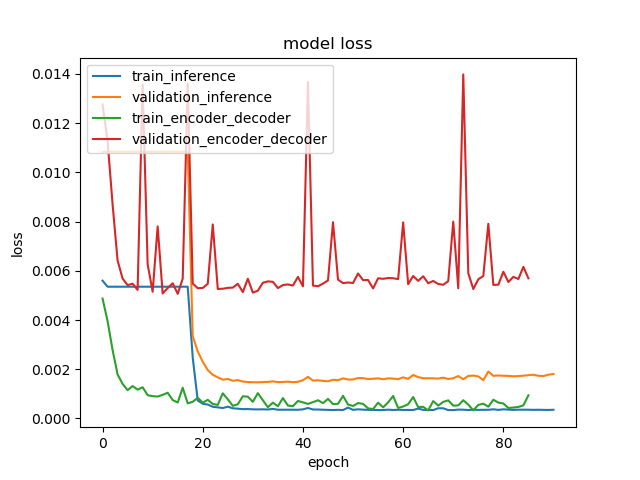 model loss
train_inference
validation_inference
train_encoder_decoder
validation_encoder_decoder
loss
0.014
0.012
0.010
0.008
0.006
0.004
0.002
0.000
0
20
40
60
80
epoch